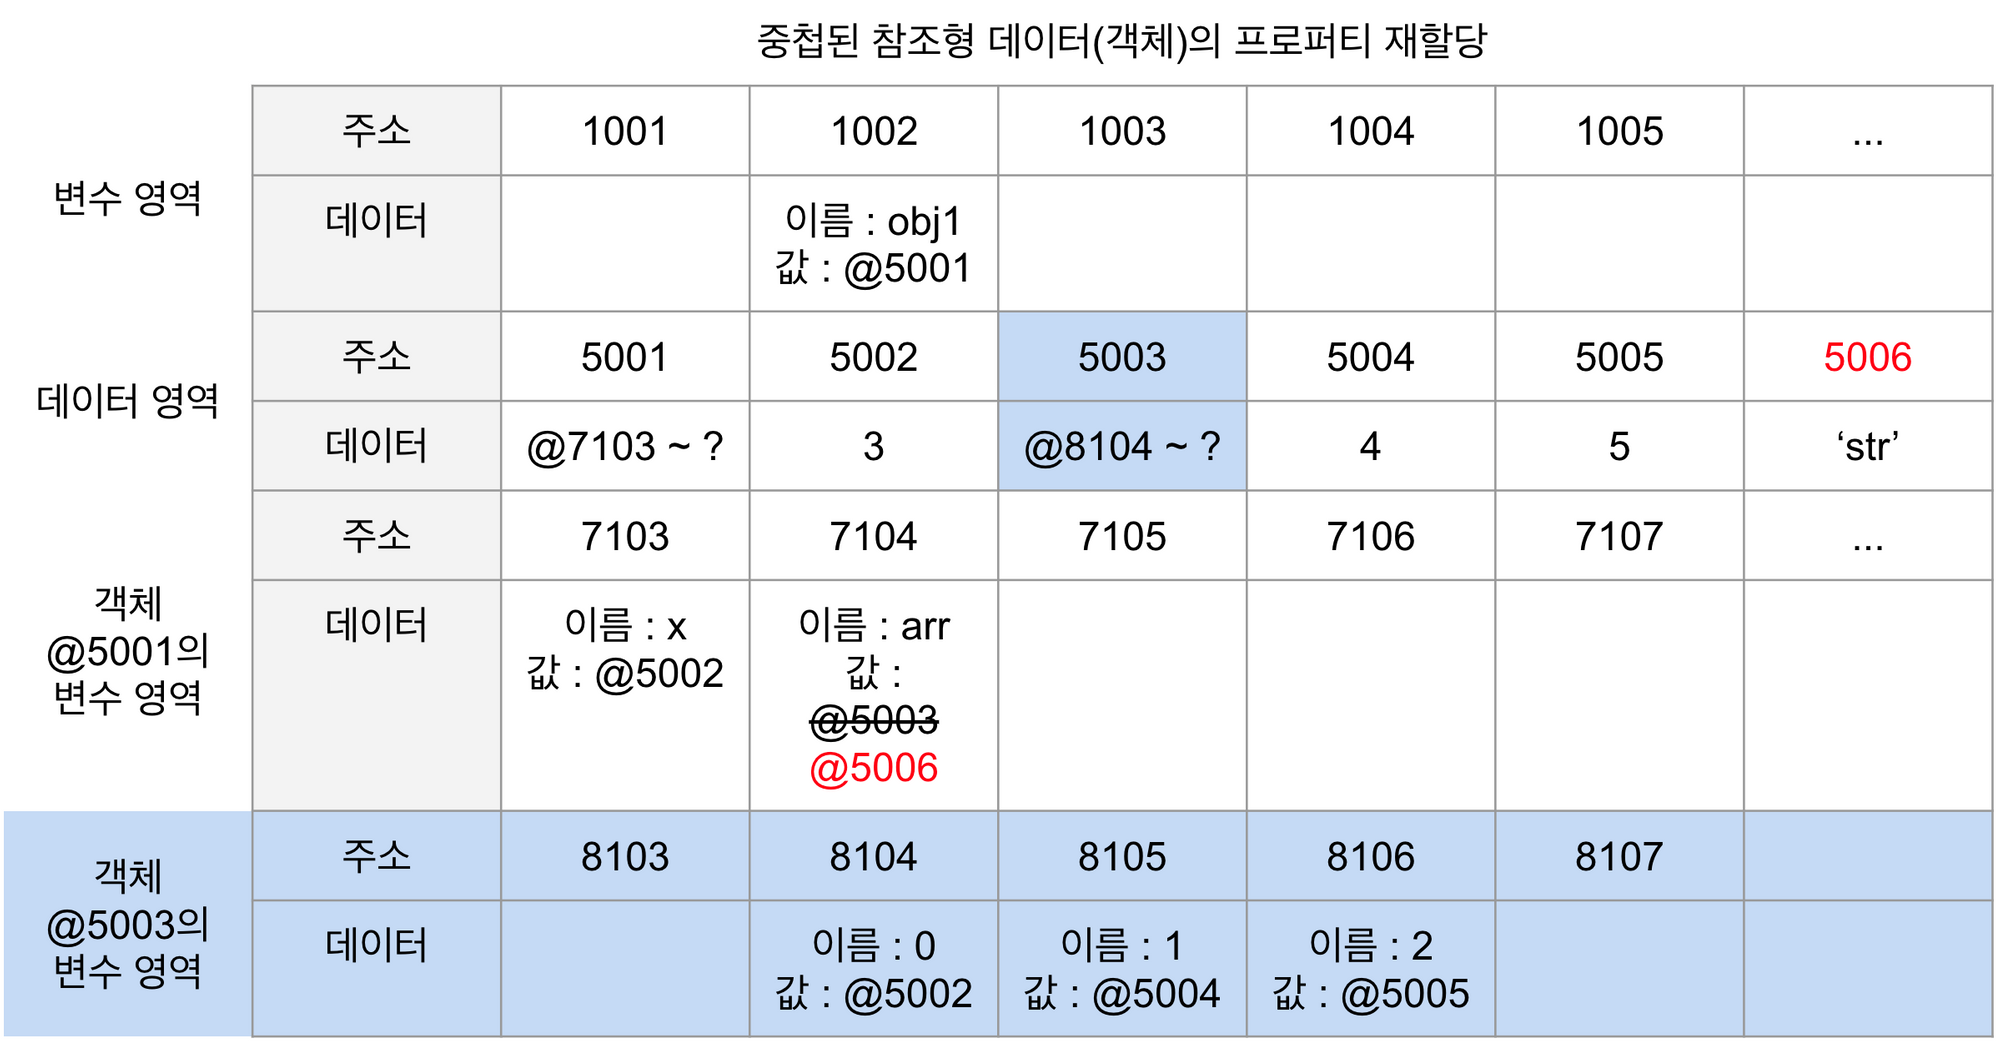 중첩된 참조형 데이터(객체)의 프로퍼티 재할당
변수 영역
주소 1001 1002 1003 1004 1005 ...
데이터
이름 : obj1
값 : @5001
데이터 영역
주소 5001 5002 5003 5004 5005 5006
데이터 @7103 ~ ? 3 @8104 ~ ? 4 5 ‘str’
객체
@5001의
변수 영역
주소 7103 7104 7105 7106 7107 ...
데이터
이름 : x
값 : @5002
이름 : arr
값 :
@5003
@5006
객체
@5003의
변수 영역
주소 8103 8104 8105 8106 8107
데이터
이름 : 0
값 : @5002
이름 : 1
값 : @5004
이름 : 2
값 : @5005